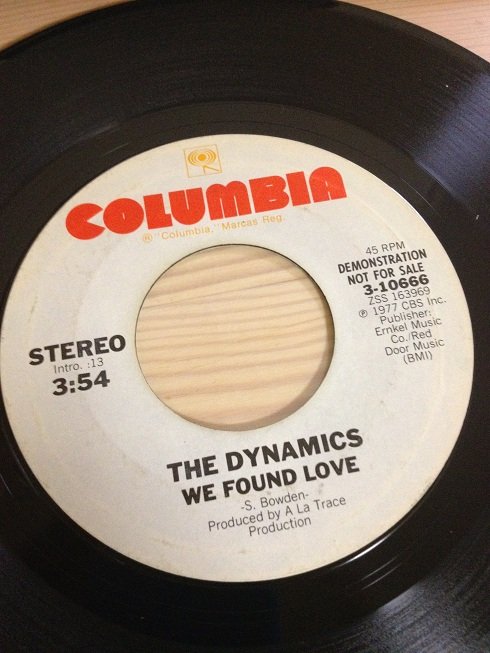 COLUMBIA
® "Columbia," Marcas Reg.
45 RPM
DEMONSTRATION
NOT FOR SALE
3-10666
ZSS 163969
℗ 1977 CBS Inc.
Publisher:
Ernkel Music
Co./Red
Door Music
(BMI)
STEREO
Intro. :13
3:54
THE DYNAMICS
WE FOUND LOVE
-S. Bowden-
Produced by A La Trace
Production